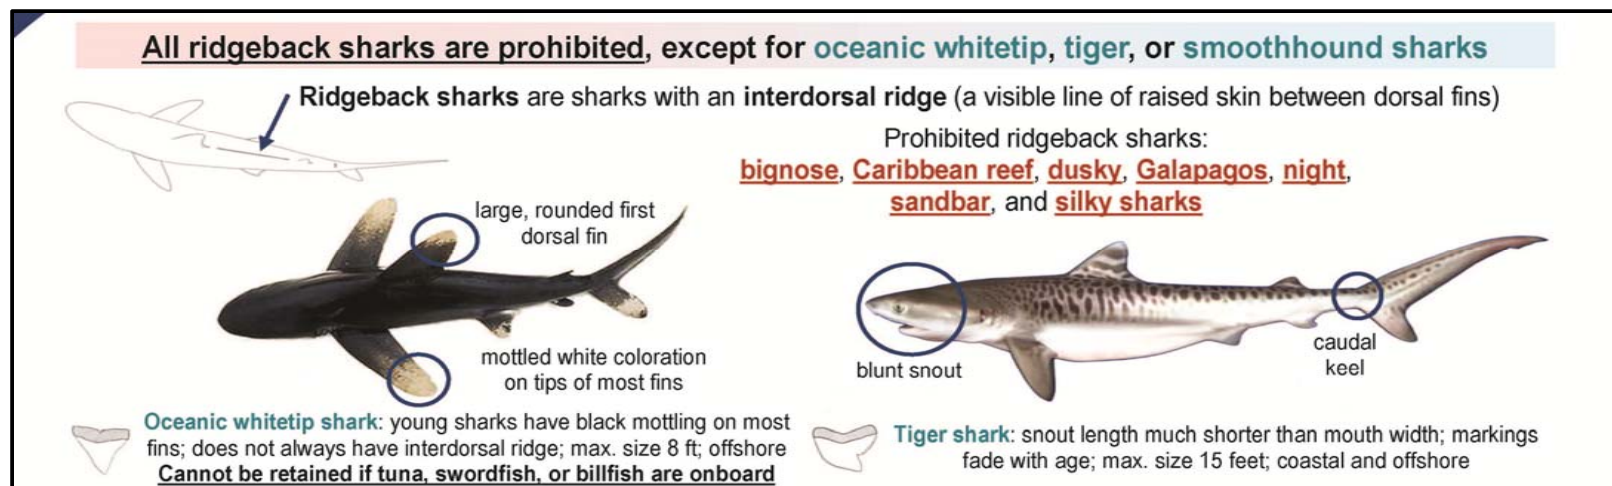 All ridgeback sharks are prohibited, except for oceanic whitetip, tiger, or smoothhound sharks
Ridgeback sharks are sharks with an interdorsal ridge (a visible line of raised skin between dorsal fins)
Prohibited ridgeback sharks:
bignose, Caribbean reef, dusky, Galapagos, night,
sandbar, and silky sharks
large, rounded first
dorsal fin
mottled white coloration
on tips of most fins
blunt snout
caudal
keel
Oceanic whitetip shark: young sharks have black mottling on most
fins; does not always have interdorsal ridge; max. size 8 ft; offshore
Cannot be retained if tuna, swordfish, or billfish are onboard
Tiger shark: snout length much shorter than mouth width; markings
fade with age; max. size 15 feet; coastal and offshore